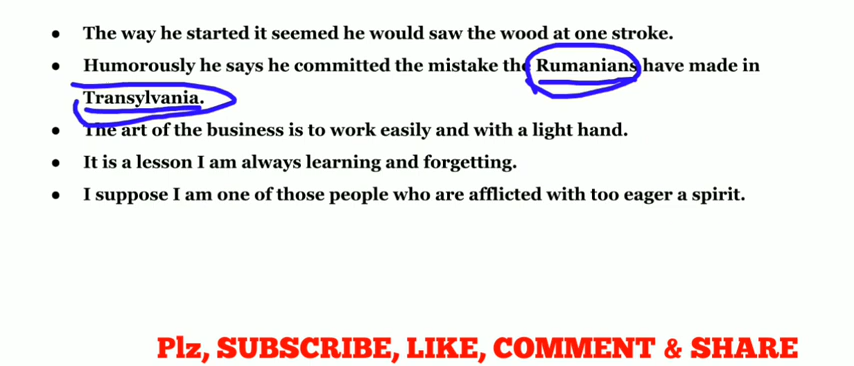 • The way he started it seemed he would saw the wood at one stroke.
• Humorously he says he committed the mistake the Rumanians have made in
Transylvania.
• The art of the business is to work easily and with a light hand.
• It is a lesson I am always learning and forgetting.
• I suppose I am one of those people who are afflicted with too eager a spirit.
Plz, SUBSCRIBE, LIKE, COMMENT & SHARE